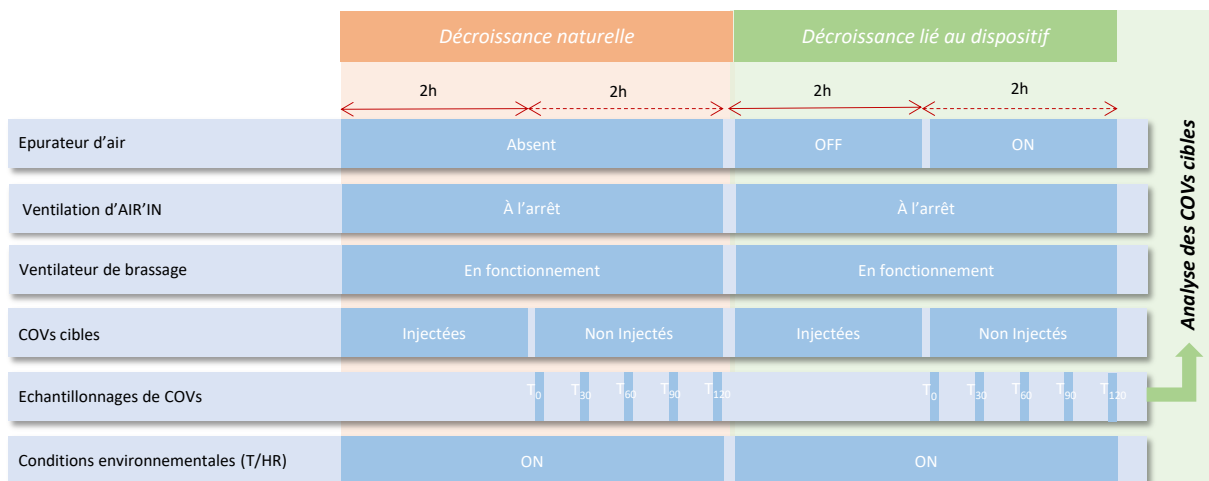 Décroissance naturelle
Décroissance lié au dispositif
2h
2h
2h
2h
Epurateur d'air
Absent
OFF
ON
Ventilation d'AIR'IN
À l'arrêt
À l'arrêt
Ventilateur de brassage
En fonctionnement
En fonctionnement
COVs cibles
Injectées
Non Injectés
Injectées
Non Injectés
Echantillonnages de COVs
T0
T30
T60
T90
T120
T0
T30
T60
T90
T120
Conditions environnementales (T/HR)
ON
ON
Analyse des COVs cibles